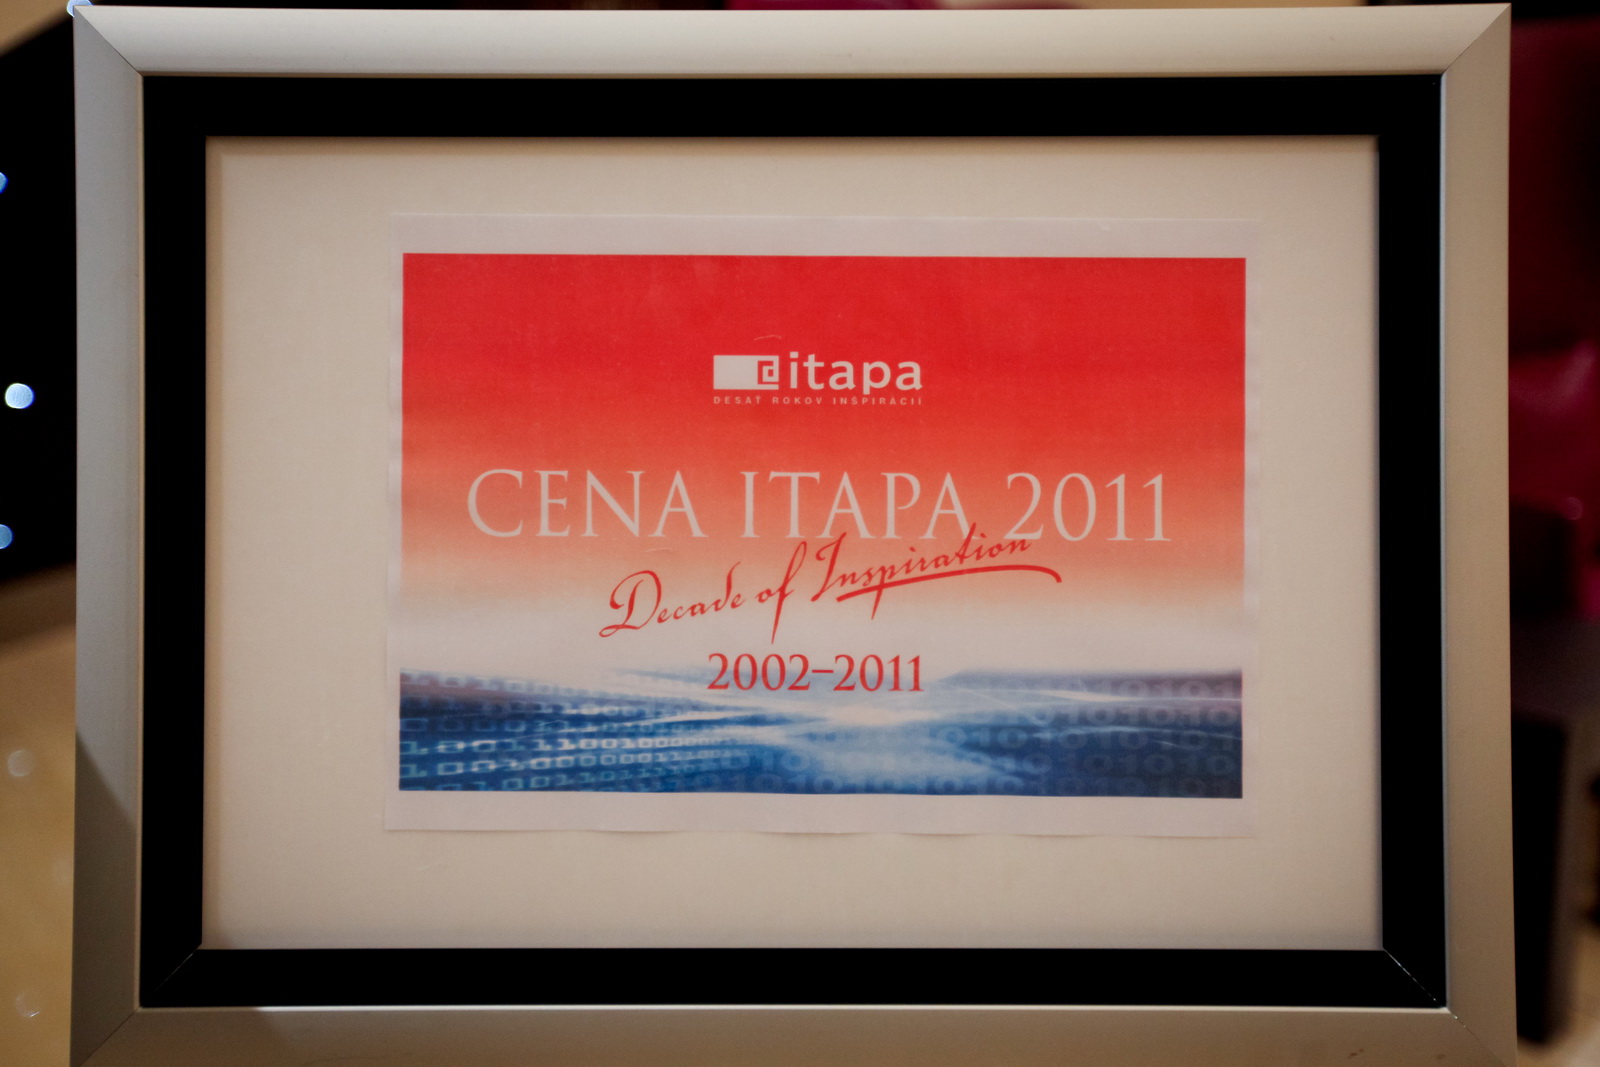 itapa
DESAŤ ROKOV INŠPIRÁCIÍ
CENA ITAPA 2011
Decade of Inspiration
2002–2011